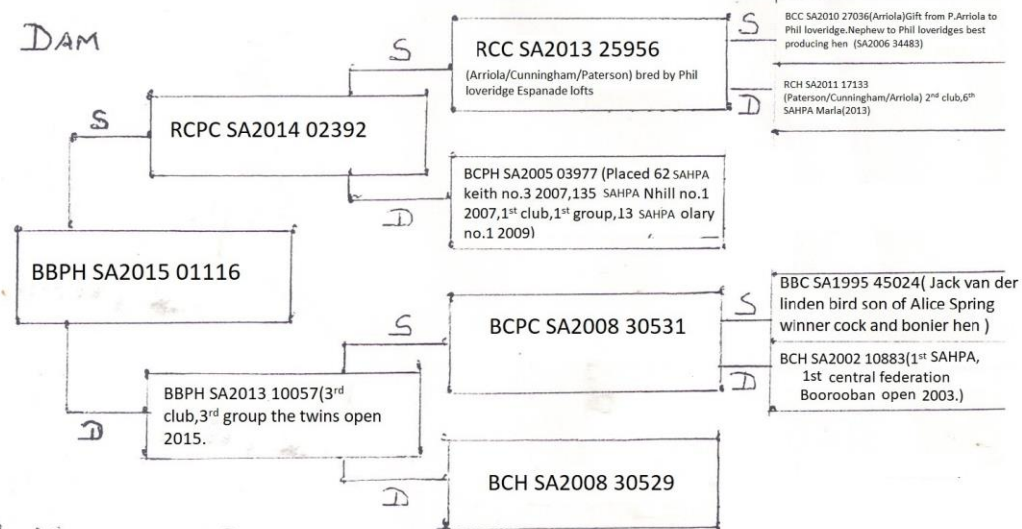 DAM
S
RCC SA2013 25956
(Arriola/Cunningham/Paterson) bred by Phil
loveridge Espanade lofts
S
BCC SA2010 27036(Arriola)Gift from P.Arriola to
Phil loveridge.Nephew to Phil loveridges best
producing hen (SA2006 34483)
D
RCH SA2011 17133
(Paterson/Cunningham/Arriola) 2nd club,6th
SAHPA Marla(2013)
S
RCPC SA2014 02392
D
BCPH SA2005 03977 (Placed 62 SAHPA
keith no.3 2007,135 SAHPA Nhill no.1
2007,1st club,1st group,13 SAHPA olary
no.1 2009)
BBPH SA2015 01116
S
BCPC SA2008 30531
S
BBC SA1995 45024( Jack van der
linden bird son of Alice Spring
winner cock and bonier hen )
D
BCH SA2002 10883(1st SAHPA,
1st central federation
Boorooban open 2003.)
D
BBPH SA2013 10057(3rd
club,3rd group the twins open
2015.
D
BCH SA2008 30529